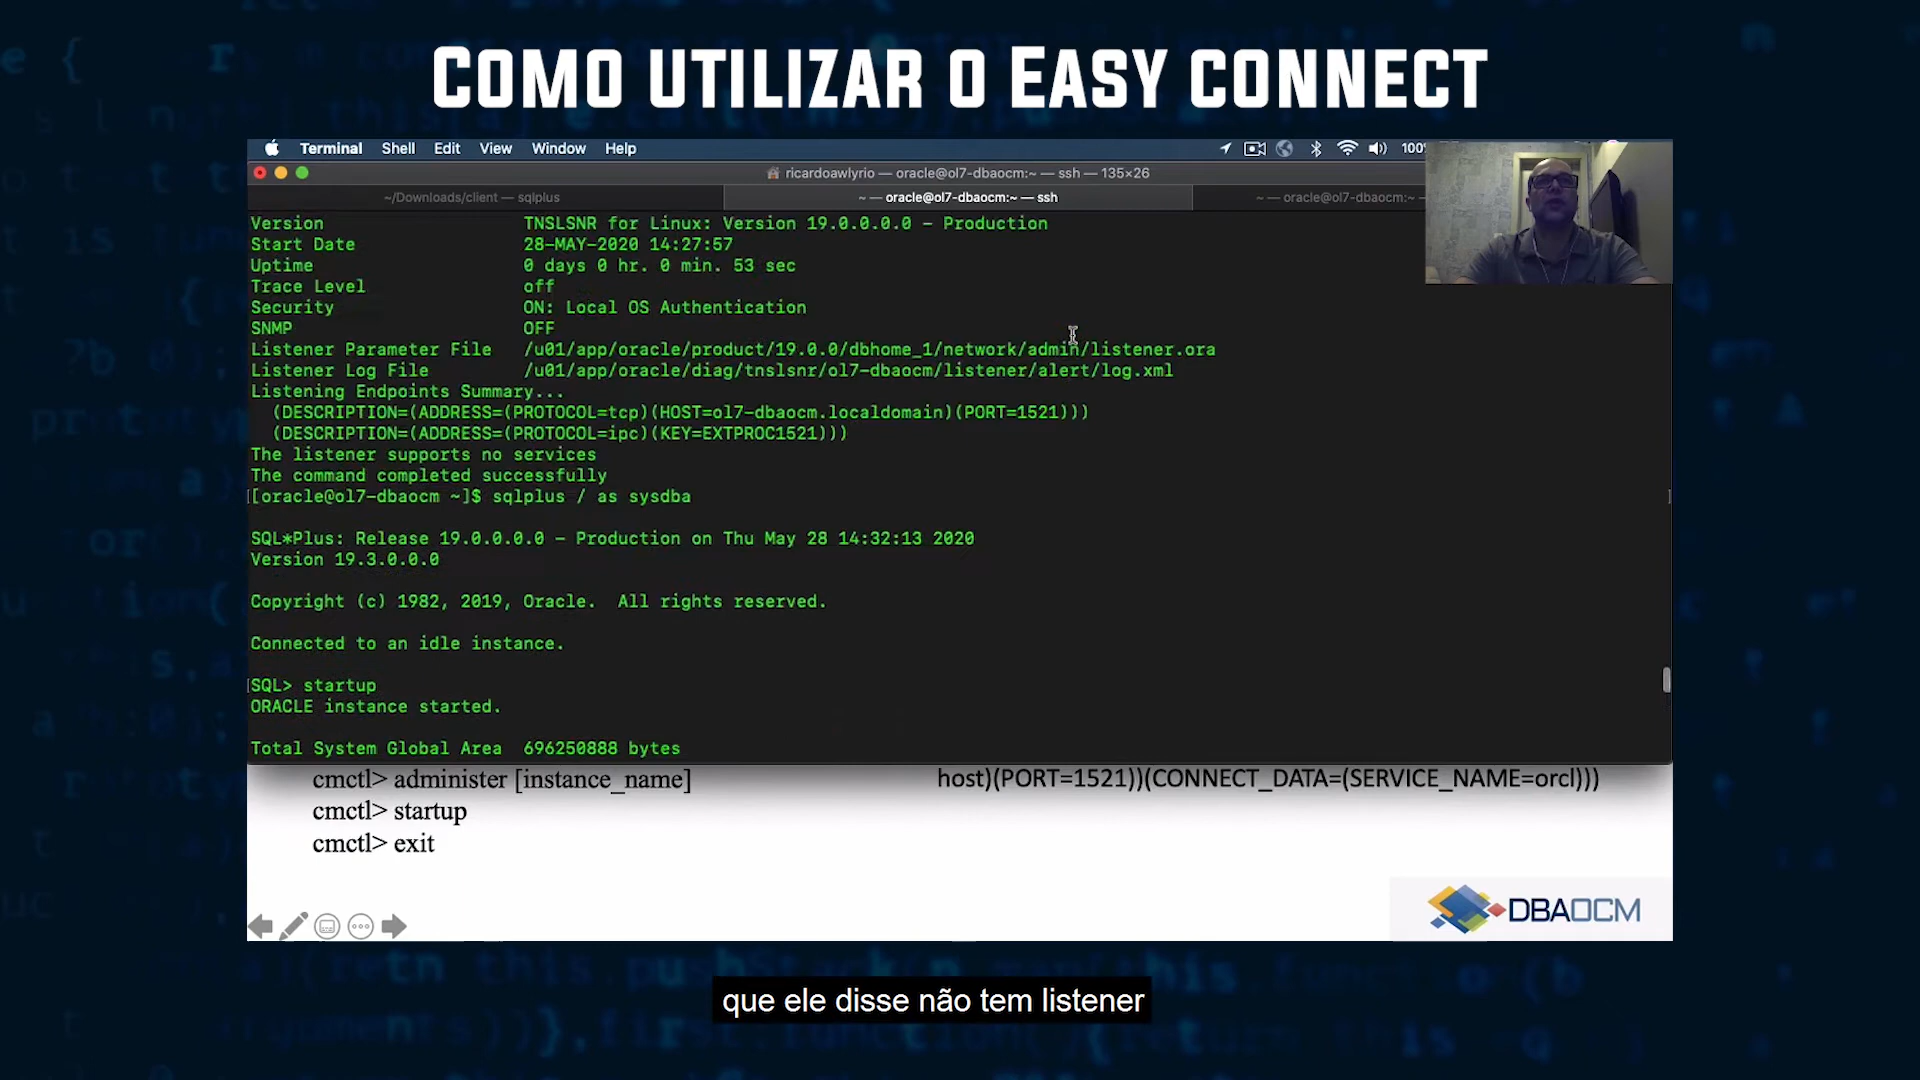 COMO UTILIZAR O EASY CONNECT
Terminal Shell Edit View Window Help 100%
ricardoawlyrio — oracle@ol7-dbaocm:~ — ssh — 135×26
~/Downloads/client — sqlplus
~ — oracle@ol7-dbaocm:~ — ssh
~ — oracle@ol7-dbaocm:~ —
Version TNSLSNR for Linux: Version 19.0.0.0.0 - Production
Start Date 28-MAY-2020 14:27:57
Uptime 0 days 0 hr. 0 min. 53 sec
Trace Level off
Security ON: Local OS Authentication
SNMP OFF
Listener Parameter File /u01/app/oracle/product/19.0.0/dbhome_1/network/admin/listener.ora
Listener Log File /u01/app/oracle/diag/tnslsnr/ol7-dbaocm/listener/alert/log.xml
Listening Endpoints Summary...
(DESCRIPTION=(ADDRESS=(PROTOCOL=tcp)(HOST=ol7-dbaocm.localdomain)(PORT=1521)))
(DESCRIPTION=(ADDRESS=(PROTOCOL=ipc)(KEY=EXTPROC1521)))
The listener supports no services
The command completed successfully
[[oracle@ol7-dbaocm ~]$ sqlplus / as sysdba ]
SQL*Plus: Release 19.0.0.0.0 - Production on Thu May 28 14:32:13 2020
Version 19.3.0.0.0
Copyright (c) 1982, 2019, Oracle. All rights reserved.
Connected to an idle instance.
[SQL> startup
ORACLE instance started.
Total System Global Area 696250888 bytes
cmctl> administer [instance_name]
cmctl> startup
cmctl> exit
host)(PORT=1521))(CONNECT_DATA=(SERVICE_NAME=orcl)))
DBAOCM
que ele disse não tem listener